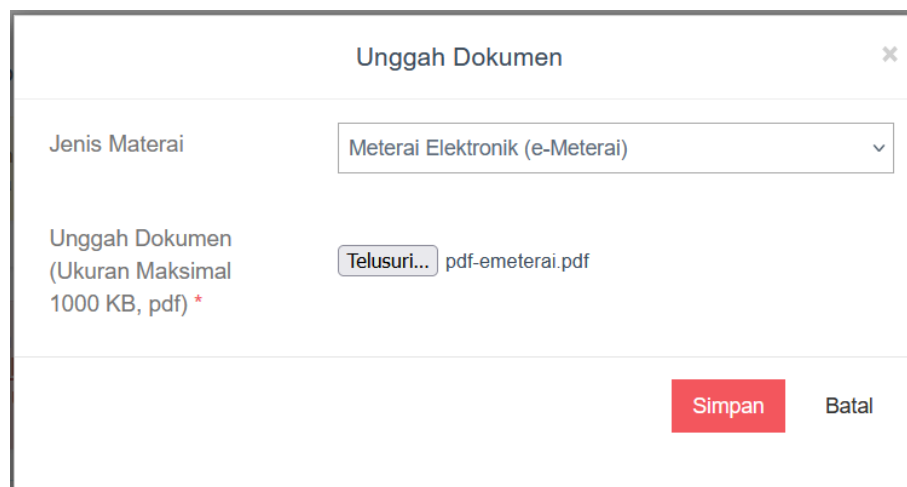 Unggah Dokumen
×
Jenis Materai
Meterai Elektronik (e-Meterai)
Unggah Dokumen
(Ukuran Maksimal
1000 KB, pdf) *
Telusuri... pdf-emeterai.pdf
Simpan
Batal